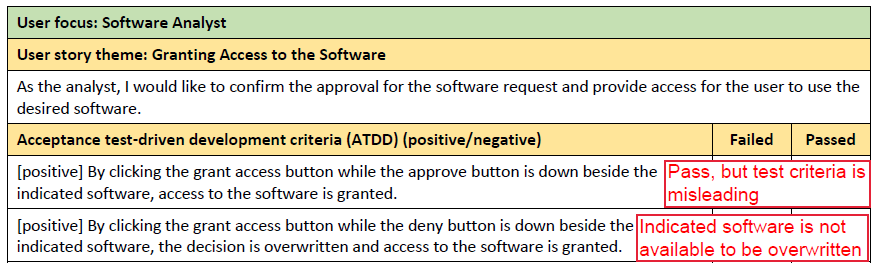 User focus: Software Analyst
User story theme: Granting Access to the Software
As the analyst, I would like to confirm the approval for the software request and provide access for the user to use the
desired software.
Acceptance test-driven development criteria (ATDD) (positive/negative) Failed Passed
[positive] By clicking the grant access button while the approve button is down beside the
indicated software, access to the software is granted.
Pass, but test criteria is
misleading
[positive] By clicking the grant access button while the deny button is down beside the
indicated software, the decision is overwritten and access to the software is granted.
Indicated software is not
available to be overwritten